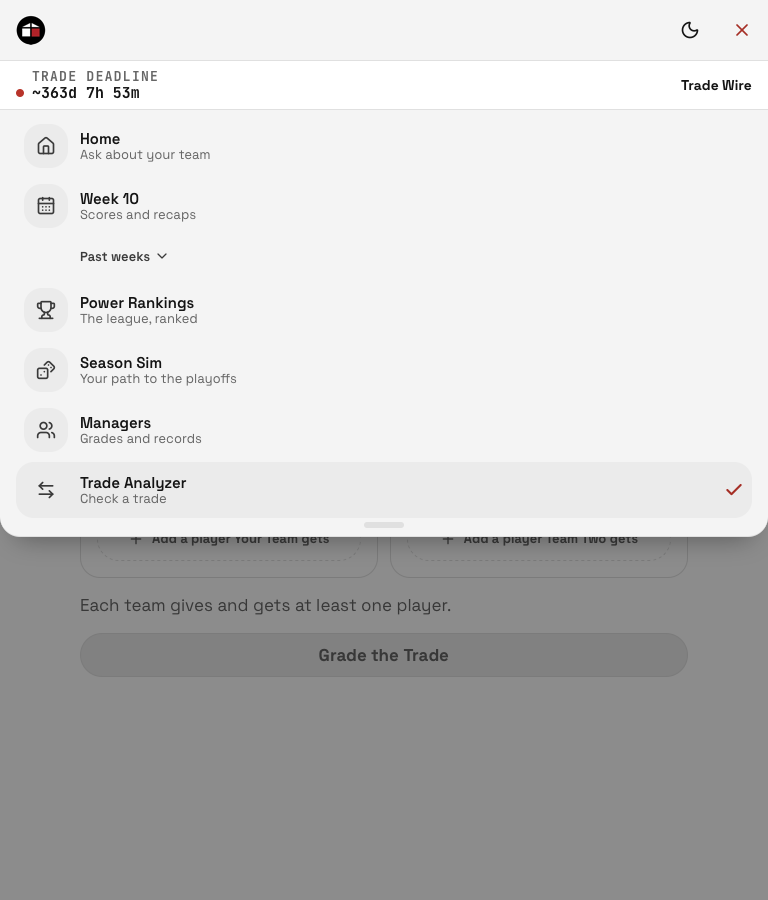 TRADE DEADLINE
~363d 7h 53m
Trade Wire
Home
Ask about your team
Week 10
Scores and recaps
Past weeks
Power Rankings
The league, ranked
Season Sim
Your path to the playoffs
Managers
Grades and records
Trade Analyzer
Check a trade
Add a player Your Team gets
Add a player Team Two gets
Each team gives and gets at least one player.
Grade the Trade